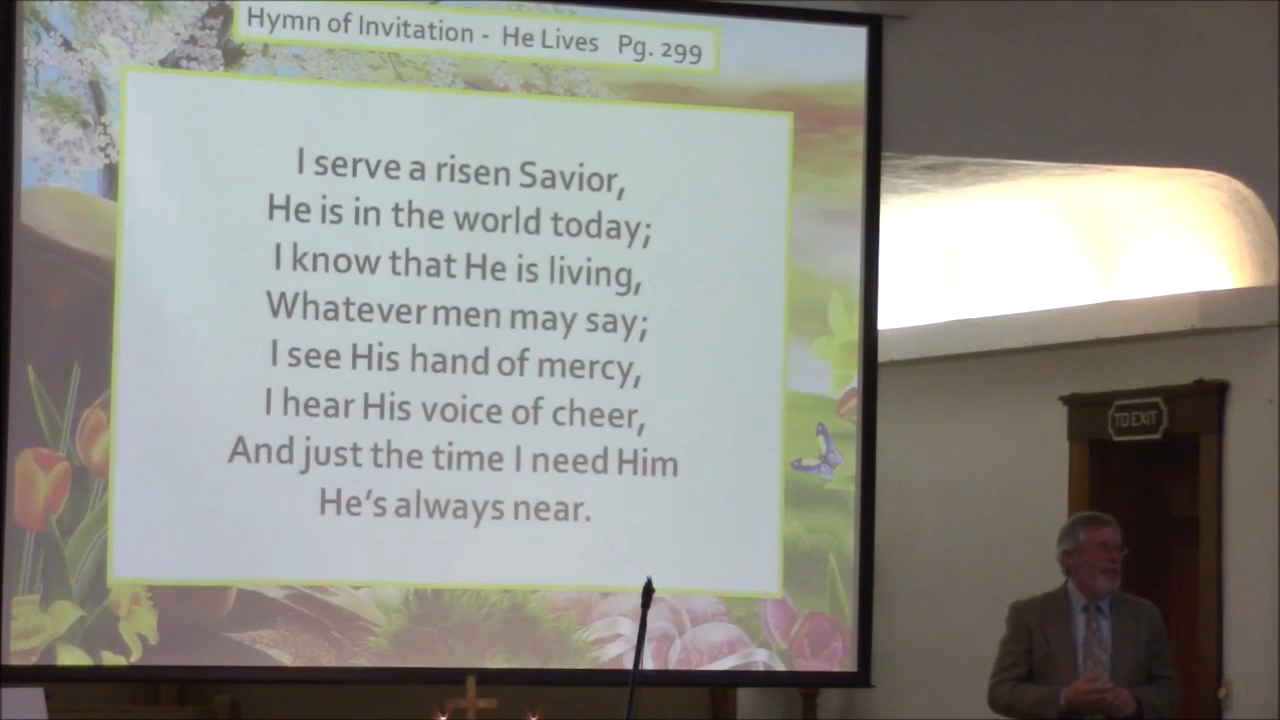 Hymn of Invitation - He Lives Pg. 299
I serve a risen Savior,
He is in the world today;
I know that He is living,
Whatever men may say;
I see His hand of mercy,
I hear His voice of cheer,
And just the time I need Him
He's always near.
TO EXIT